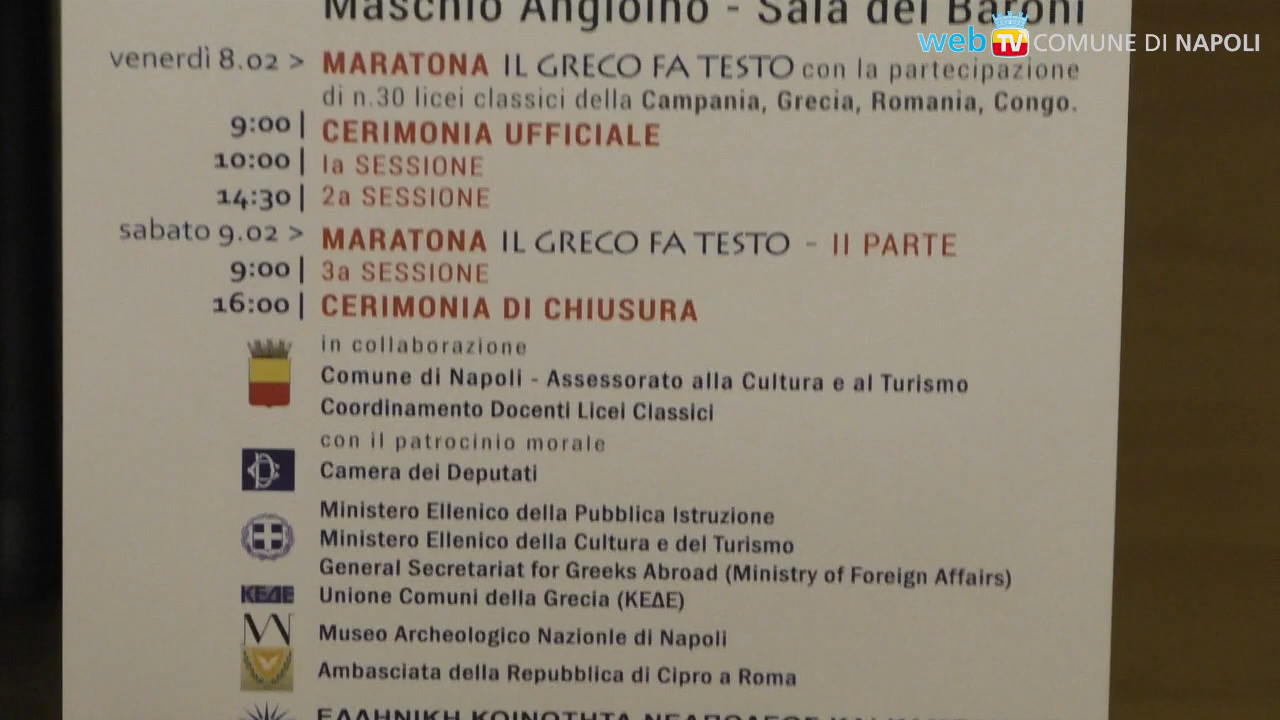 Maschio Angioino - Sala dei Baroni
web TV COMUNE DI NAPOLI
venerdì 8.02 > MARATONA IL GRECO FA TESTO con la partecipazione
di n.30 licei classici della Campania, Grecia, Romania, Congo.
9:00 | CERIMONIA UFFICIALE
10:00 | 1a SESSIONE
14:30 | 2a SESSIONE
sabato 9.02 > MARATONA IL GRECO FA TESTO - II PARTE
9:00 | 3a SESSIONE
16:00 | CERIMONIA DI CHIUSURA
in collaborazione
Comune di Napoli - Assessorato alla Cultura e al Turismo
Coordinamento Docenti Licei Classici
con il patrocinio morale
Camera dei Deputati
Ministero Ellenico della Pubblica Istruzione
Ministero Ellenico della Cultura e del Turismo
General Secretariat for Greeks Abroad (Ministry of Foreign Affairs)
ΚΕΔΕ Unione Comuni della Grecia (ΚΕΔΕ)
Museo Archeologico Nazionle di Napoli
Ambasciata della Repubblica di Cipro a Roma
ΕΛΛΗΝΙΚΗ ΚΟΙΝΟΤΗΤΑ ΝΕΑΠΟΛΕΩΣ